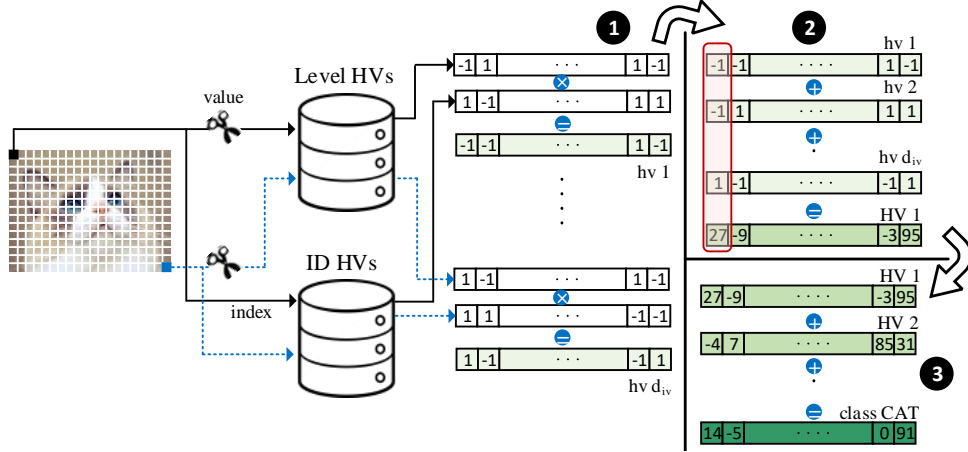 value
Level HVs
ID HVs
index
1
-1 1 · · · 1 -1
×
1 -1 · · · 1 1
=
-1 -1 · · · 1 -1
hv 1
· · · ·
1 -1 · · · 1 -1
×
1 1 · · · -1 -1
=
1 -1 · · · -1 1
hv d_iv
2
hv 1
-1 -1 · · · · 1 -1
+
hv 2
-1 1 · · · · 1 1
+
·
hv d_iv
1 -1 · · · · -1 1
=
HV 1
27 -9 · · · · -3 95
HV 1
27 -9 · · · · -3 95
+
HV 2
-4 7 · · · · 85 31
3
+
·
=
class CAT
14 -5 · · · · 0 91